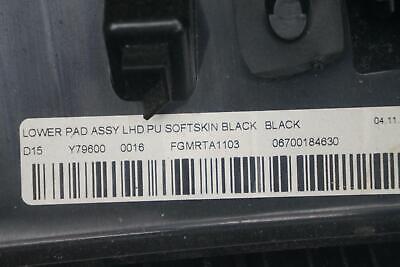 LOWER PAD ASSY LHD PU SOFTSKIN BLACK BLACK 04.11.
D15 Y79600 0016 FGMRTA1103 06700184630